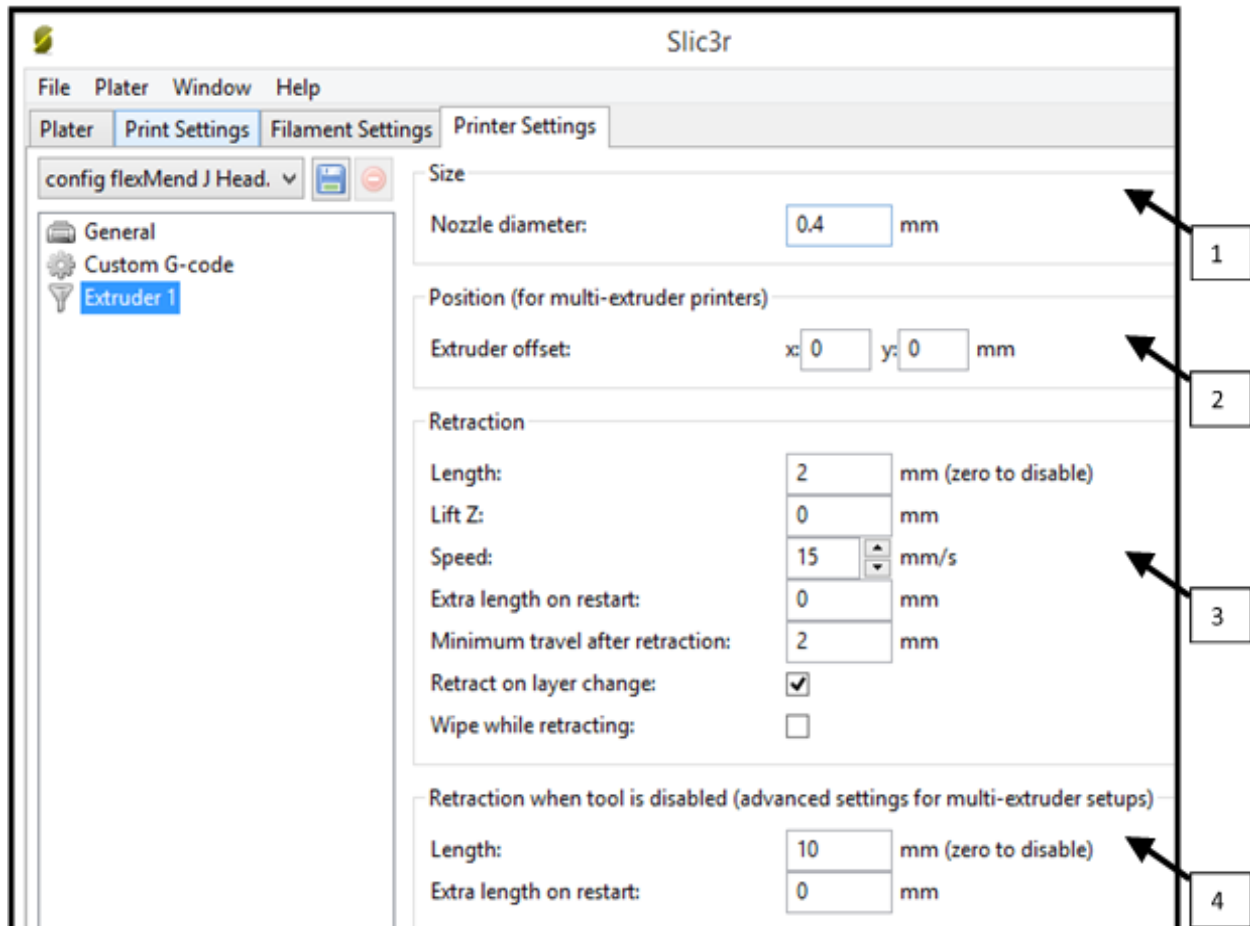 Slic3r
File Plater Window Help
Plater Print Settings Filament Settings Printer Settings
config flexMend J Head.
General
Custom G-code
Extruder 1
Size
Nozzle diameter: 0.4 mm
1
Position (for multi-extruder printers)
Extruder offset: x: 0 y: 0 mm
2
Retraction
Length: 2 mm (zero to disable)
Lift Z: 0 mm
Speed: 15 mm/s
Extra length on restart: 0 mm
3
Minimum travel after retraction: 2 mm
Retract on layer change:
Wipe while retracting:
Retraction when tool is disabled (advanced settings for multi-extruder setups)
Length: 10 mm (zero to disable)
Extra length on restart: 0 mm
4